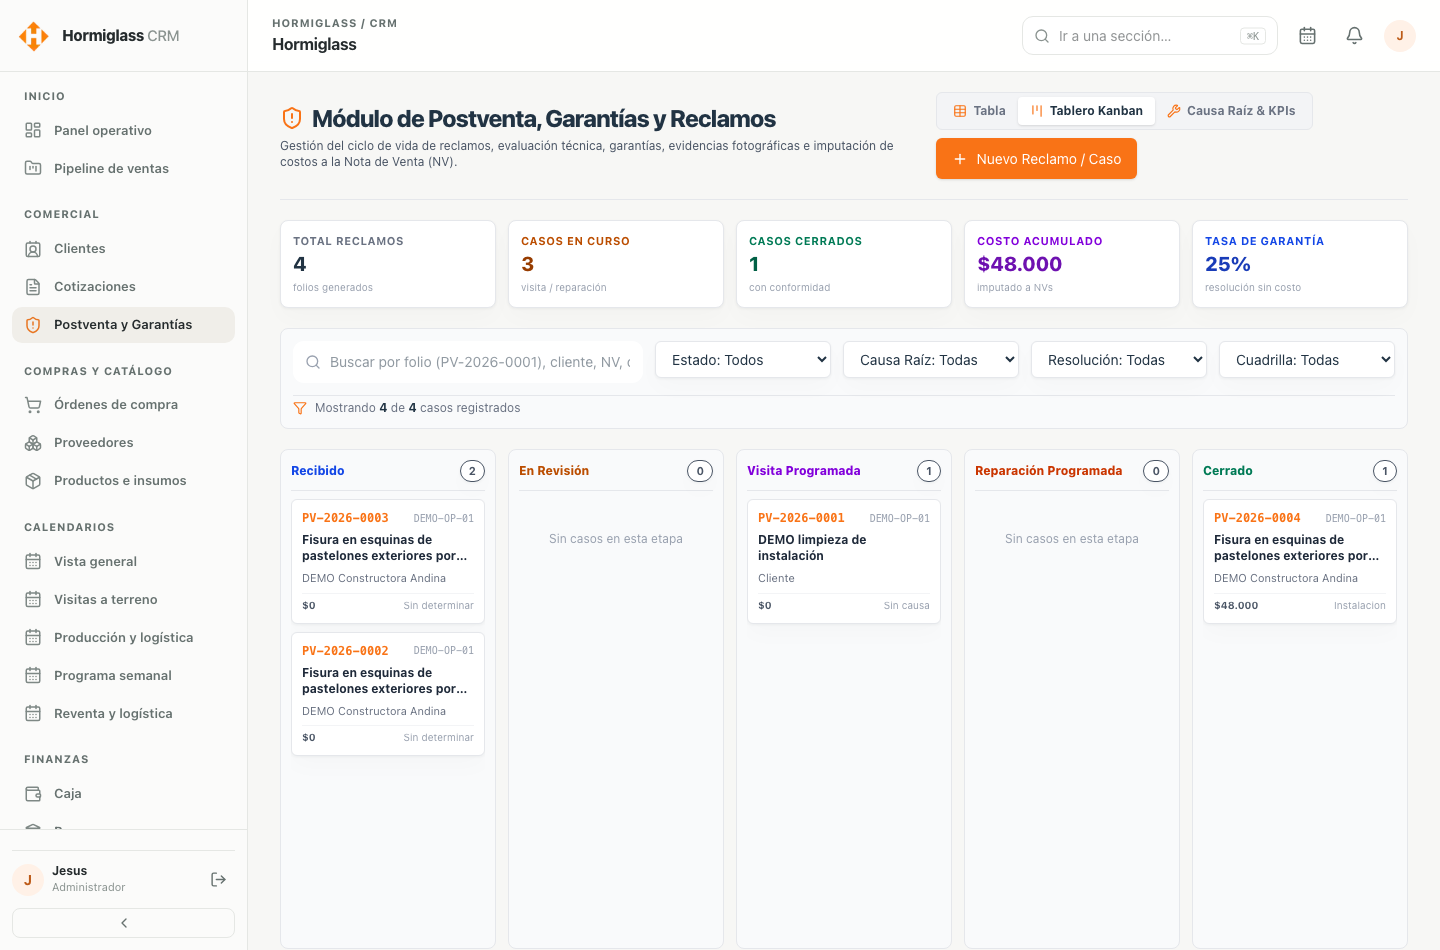 Hormiglass CRM
INICIO
Panel operativo
Pipeline de ventas
COMERCIAL
Clientes
Cotizaciones
Postventa y Garantías
COMPRAS Y CATÁLOGO
Órdenes de compra
Proveedores
Productos e insumos
CALENDARIOS
Vista general
Visitas a terreno
Producción y logística
Programa semanal
Reventa y logística
FINANZAS
Caja
J
Jesus
Administrador
HORMIGLASS / CRM
Hormiglass
Ir a una sección...
⌘K
J
Módulo de Postventa, Garantías y Reclamos
Gestión del ciclo de vida de reclamos, evaluación técnica, garantías, evidencias fotográficas e imputación de
costos a la Nota de Venta (NV).
Tabla
Tablero Kanban
Causa Raíz & KPIs
+ Nuevo Reclamo / Caso
TOTAL RECLAMOS
4
folios generados
CASOS EN CURSO
3
visita / reparación
CASOS CERRADOS
1
con conformidad
COSTO ACUMULADO
$48.000
imputado a NVs
TASA DE GARANTÍA
25%
resolución sin costo
Buscar por folio (PV-2026-0001), cliente, NV,
Estado: Todos
Causa Raíz: Todas
Resolución: Todas
Cuadrilla: Todas
Mostrando 4 de 4 casos registrados
Recibido 2
PV-2026-0003 DEMO-OP-01
Fisura en esquinas de
pastelones exteriores por...
DEMO Constructora Andina
$0 Sin determinar
PV-2026-0002 DEMO-OP-01
Fisura en esquinas de
pastelones exteriores por...
DEMO Constructora Andina
$0 Sin determinar
En Revisión 0
Sin casos en esta etapa
Visita Programada 1
PV-2026-0001 DEMO-OP-01
DEMO limpieza de
instalación
Cliente
$0 Sin causa
Reparación Programada 0
Sin casos en esta etapa
Cerrado 1
PV-2026-0004 DEMO-OP-01
Fisura en esquinas de
pastelones exteriores por...
DEMO Constructora Andina
$48.000 Instalacion